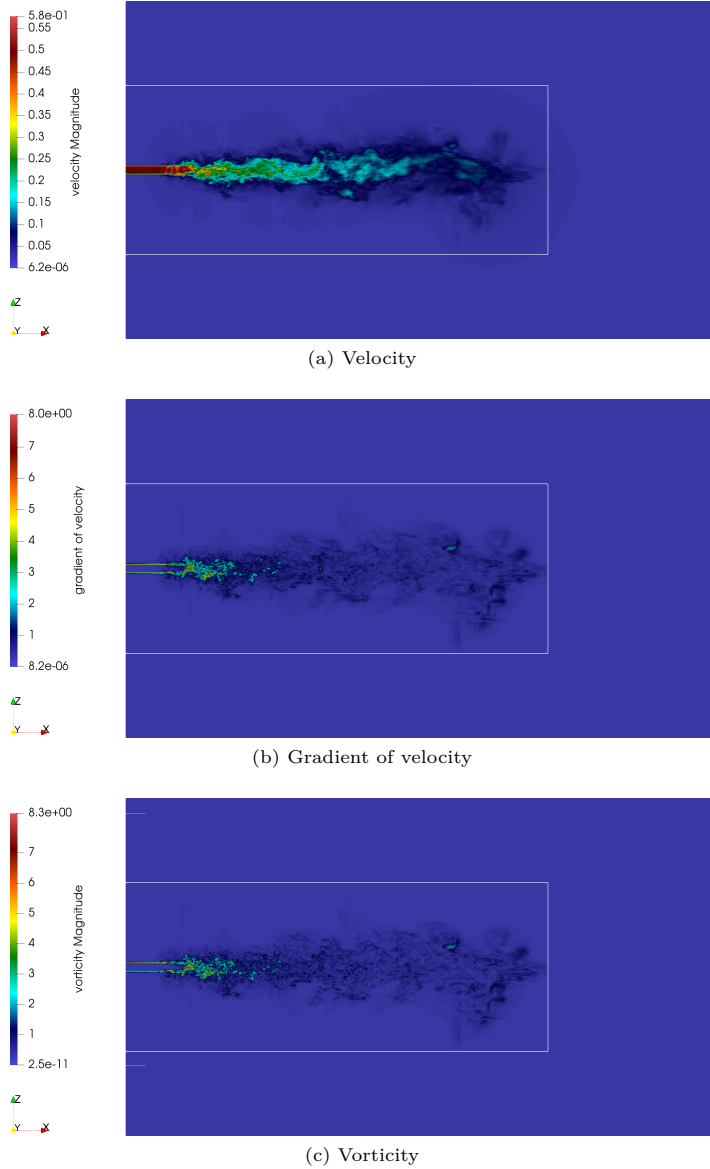 5.8e-01
0.55
0.5
0.45
0.4
0.35
0.3
0.25
0.2
0.15
0.1
0.05
6.2e-06
velocity Magnitude
Z
Y X
(a) Velocity
8.0e+00
7
6
5
4
3
2
1
8.2e-06
gradient of velocity
Z
Y X
(b) Gradient of velocity
8.3e+00
7
6
5
4
3
2
1
2.5e-11
vorticity Magnitude
Z
Y X
(c) Vorticity